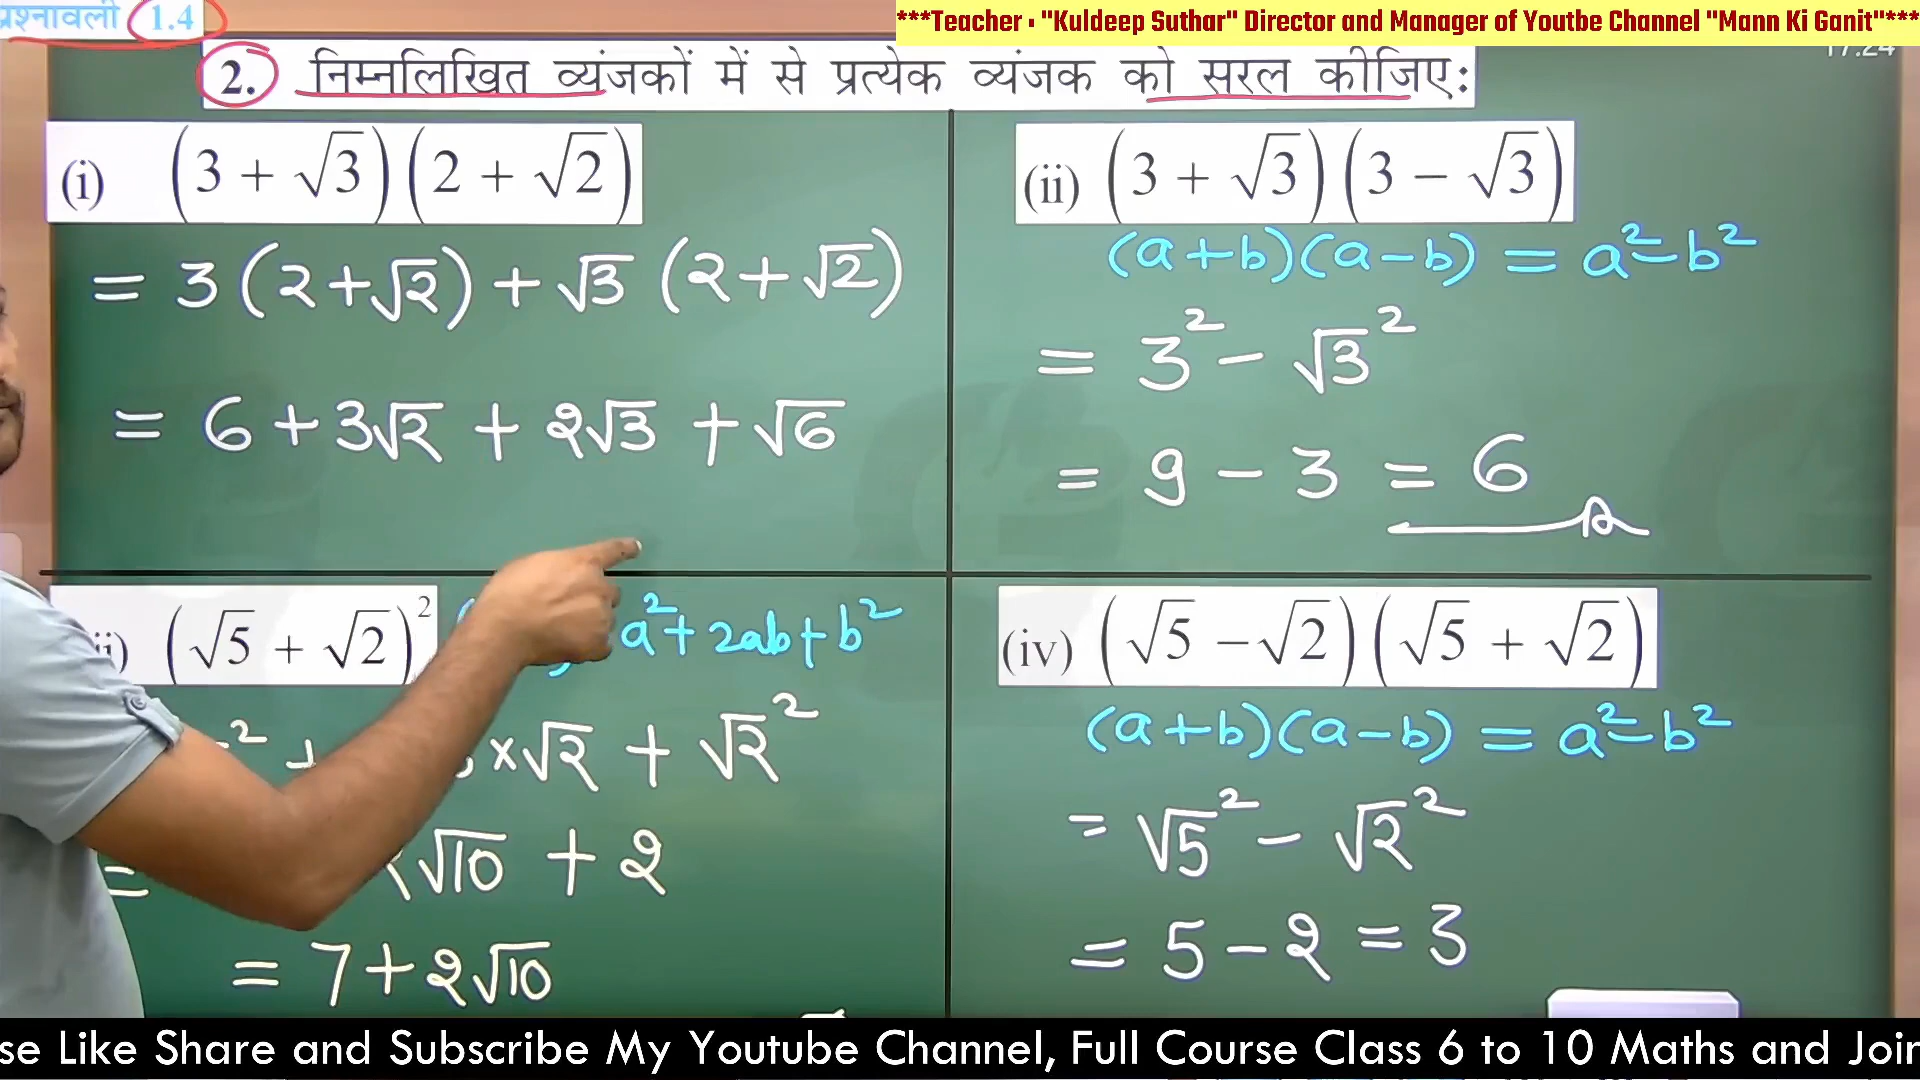 प्रश्नावली 1.4
***Teacher : "Kuldeep Suthar" Director and Manager of Youtbe Channel "Mann Ki Ganit"***
17:24
2. निम्नलिखित व्यंजकों में से प्रत्येक व्यंजक को सरल कीजिए:
(i) (3 + √3)(2 + √2)
= 3(2+√2) + √3(2+√2)
= 6 + 3√2 + 2√3 + √6
(ii) (3 + √3)(3 − √3)
(a+b)(a−b) = a²−b²
= 3² − √3²
= 9 − 3 = 6
(√5 + √2)²
a² + 2ab + b²
×√2 + √2²
√10 + 2
= 7 + 2√10
(iv) (√5 − √2)(√5 + √2)
(a+b)(a−b) = a²−b²
= √5² − √2²
= 5 − 2 = 3
se Like Share and Subscribe My Youtube Channel, Full Course Class 6 to 10 Maths and Join